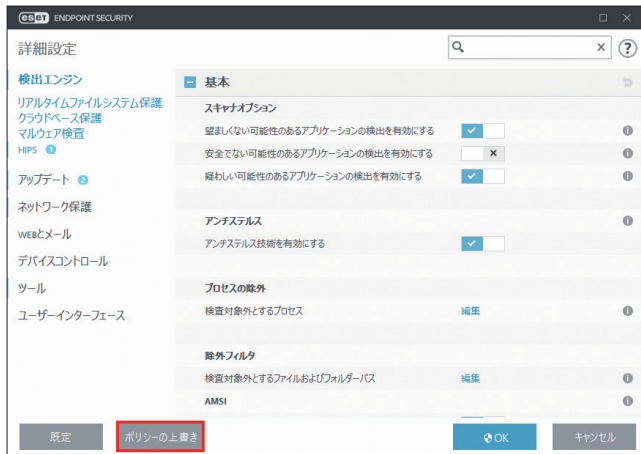 eset ENDPOINT SECURITY
詳細設定
検出エンジン
リアルタイムファイルシステム保護
クラウドベース保護
マルウェア検査
HIPS 1
アップデート 2
ネットワーク保護
WEBとメール
デバイスコントロール
ツール
ユーザーインターフェース
基本
スキャナオプション
望ましくない可能性のあるアプリケーションの検出を有効にする
安全でない可能性のあるアプリケーションの検出を有効にする
疑わしい可能性のあるアプリケーションの検出を有効にする
アンチステルス
アンチステルス技術を有効にする
プロセスの除外
検査対象外とするプロセス 編集
除外フィルタ
検査対象外とするファイルおよびフォルダーパス 編集
AMSI
既定 ポリシーの上書き OK キャンセル